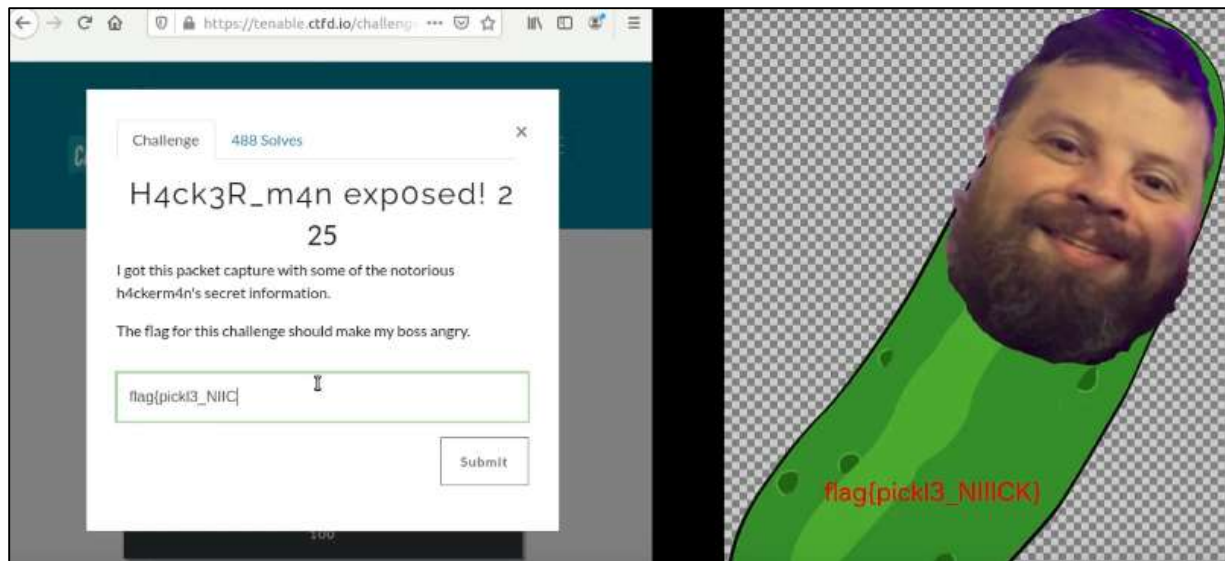 https://tenable.ctfd.io/challeng
Challenge
488 Solves
×
H4ck3R_m4n exp0sed! 2
25
I got this packet capture with some of the notorious
h4ckerm4n's secret information.
The flag for this challenge should make my boss angry.
flag{pickl3_NIIC
Submit
100
flag{pickl3_NIIICK}